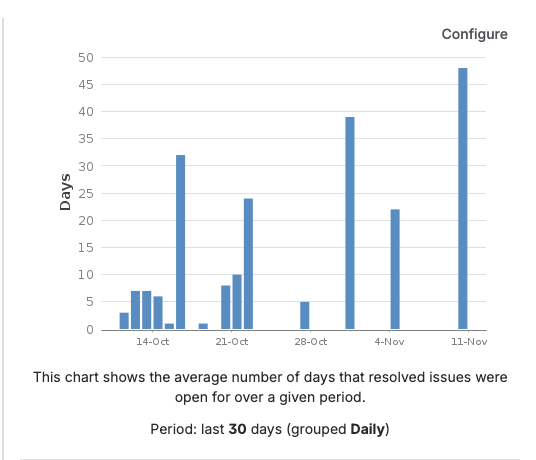 Configure
50
45
40
35
30
25
20
15
10
5
0
Days
14-Oct 21-Oct 28-Oct 4-Nov 11-Nov
This chart shows the average number of days that resolved issues were
open for over a given period.
Period: last 30 days (grouped Daily)